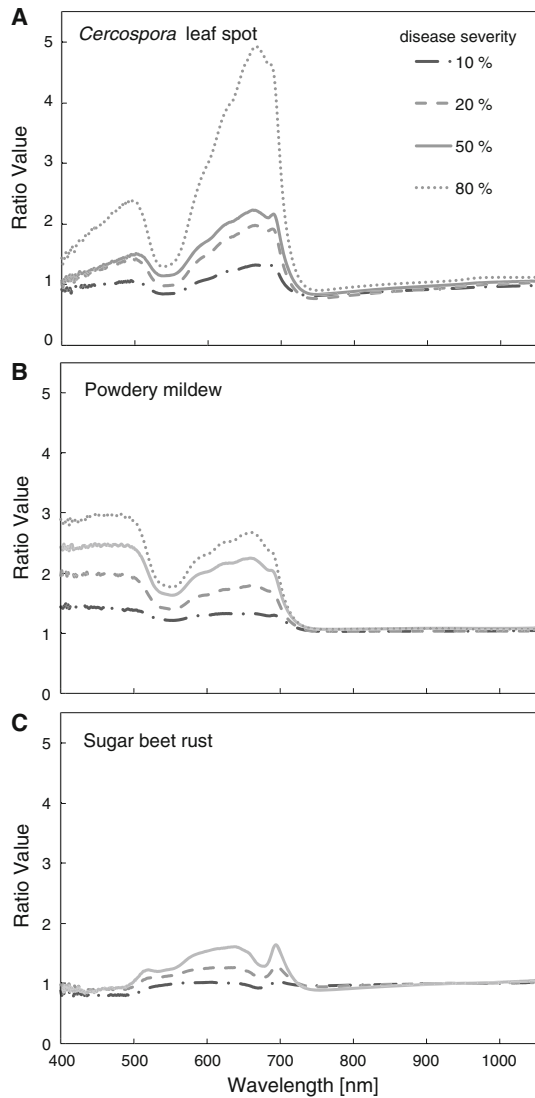 A
Cercospora leaf spot
disease severity
10 %
20 %
50 %
80 %
Ratio Value
5
4
3
2
1
0
B
Powdery mildew
Ratio Value
5
4
3
2
1
0
C
Sugar beet rust
Ratio Value
5
4
3
2
1
0
400 500 600 700 800 900 1000
Wavelength [nm]